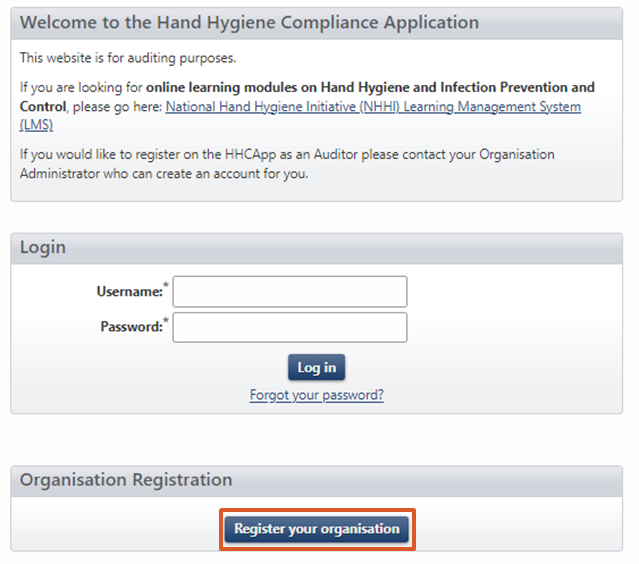 Welcome to the Hand Hygiene Compliance Application
This website is for auditing purposes.
If you are looking for online learning modules on Hand Hygiene and Infection Prevention and
Control, please go here: National Hand Hygiene Initiative (NHHI) Learning Management System
(LMS)
If you would like to register on the HHCApp as an Auditor please contact your Organisation
Administrator who can create an account for you.
Login
Username:*
Password:*
Log in
Forgot your password?
Organisation Registration
Register your organisation